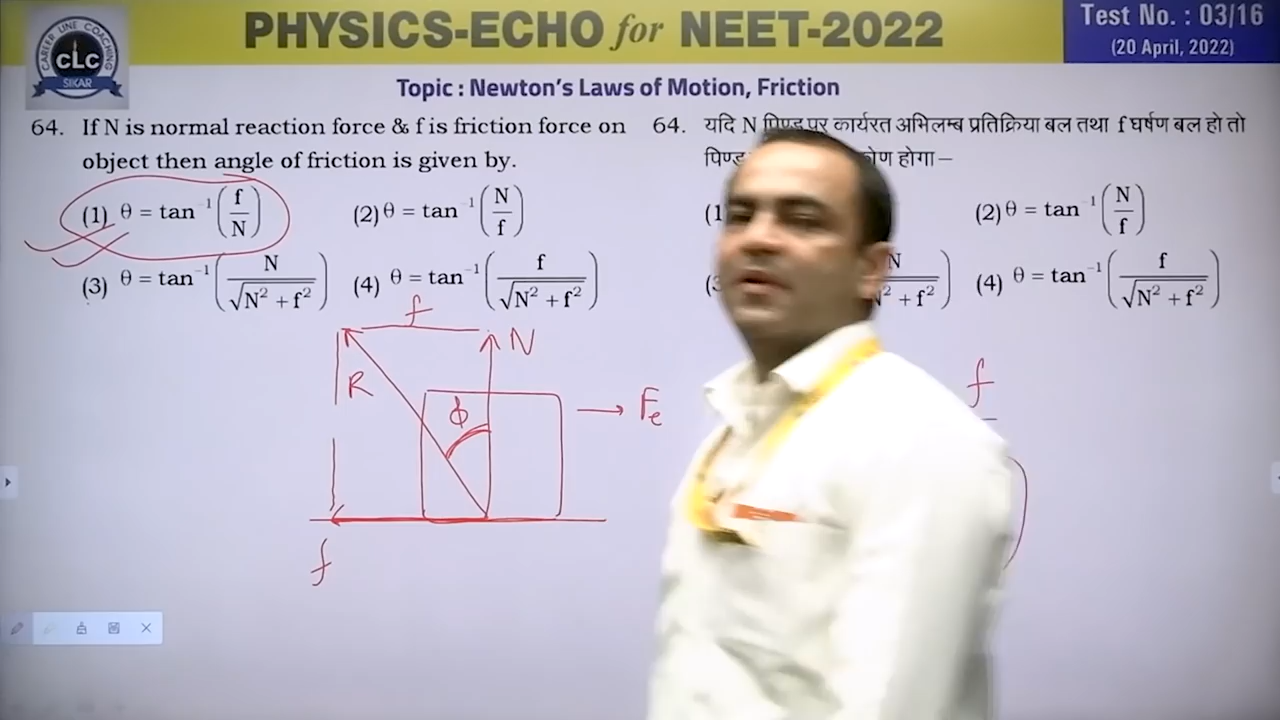 CAREER LINE COACHING
CLC
SIKAR
PHYSICS-ECHO for NEET-2022
Test No. : 03/16
(20 April, 2022)
Topic : Newton's Laws of Motion, Friction
64. If N is normal reaction force & f is friction force on
object then angle of friction is given by.
(1) θ = tan⁻¹(f/N)
(2) θ = tan⁻¹(N/f)
(3) θ = tan⁻¹(N/√(N² + f²))
(4) θ = tan⁻¹(f/√(N² + f²))
64. यदि N पिण्ड पर कार्यरत अभिलम्ब प्रतिक्रिया बल तथा f घर्षण बल हो तो
पिण्ड कोण होगा–
(1
(2) θ = tan⁻¹(N/f)
(3 N ² + f²)
(4) θ = tan⁻¹(f/√(N² + f²))
f
N
R
ϕ
Fe
f
f